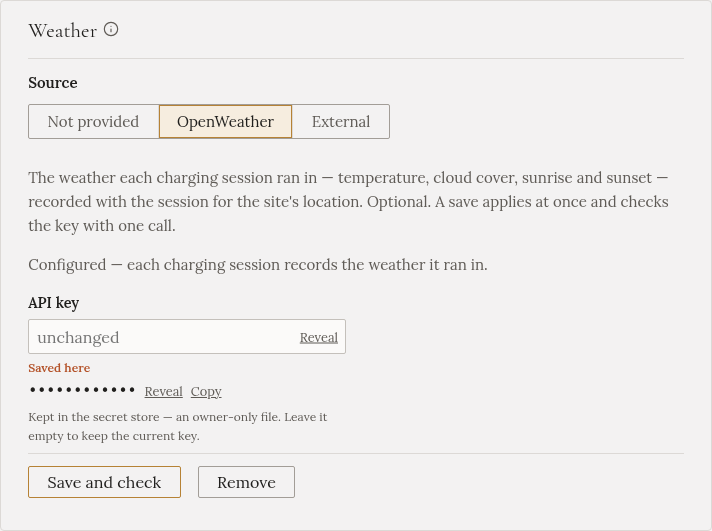 Weather
Source
Not provided OpenWeather External
The weather each charging session ran in — temperature, cloud cover, sunrise and sunset —
recorded with the session for the site's location. Optional. A save applies at once and checks
the key with one call.
Configured — each charging session records the weather it ran in.
API key
unchanged Reveal
Saved here
•••••••••••• Reveal Copy
Kept in the secret store — an owner-only file. Leave it
empty to keep the current key.
Save and check Remove